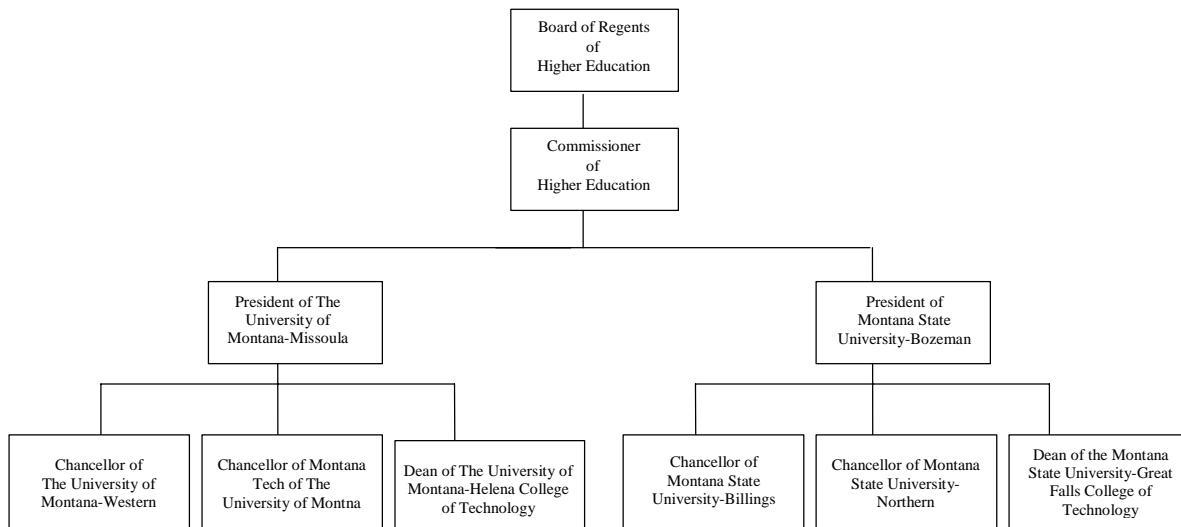 Board of Regents
of
Higher Education
Commissioner
of
Higher Education
President of The
University of
Montana-Missoula
President of
Montana State
University-Bozeman
Chancellor of
The University of
Montana-Western
Chancellor of Montana
Tech of The
University of Montna
Dean of The University of
Montana-Helena College
of Technology
Chancellor of
Montana State
University-Billings
Chancellor of Montana
State University-
Northern
Dean of the Montana
State University-Great
Falls College of
Technology